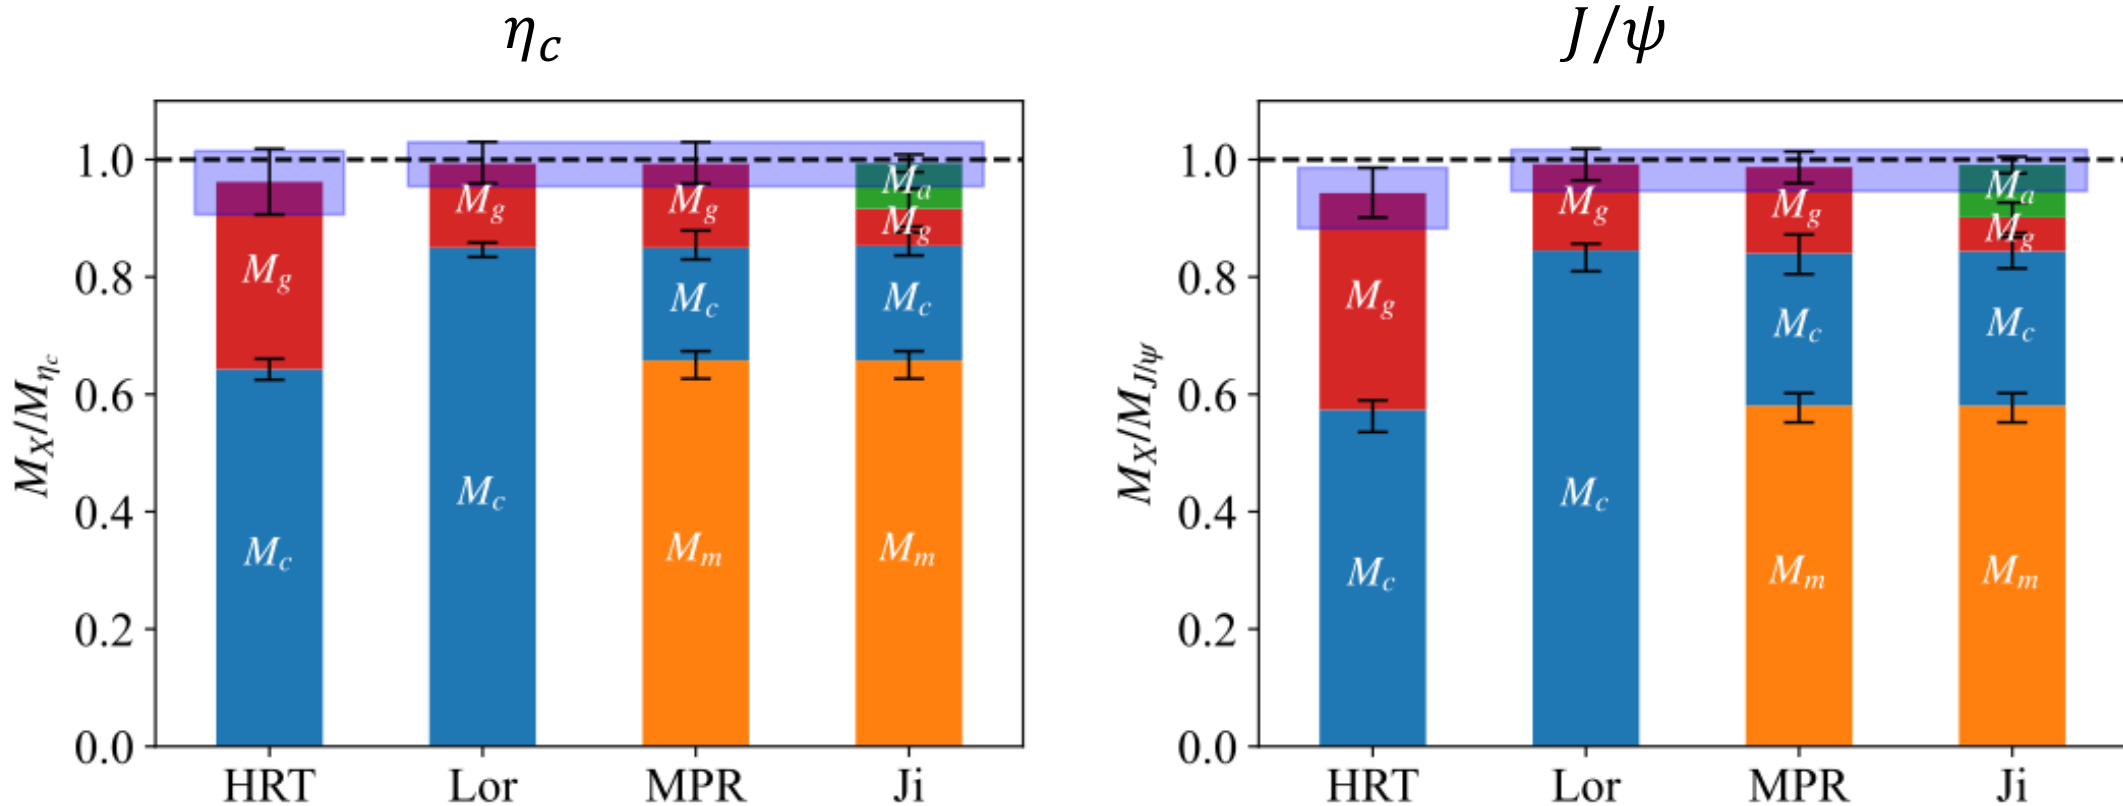 η_c
M_X/M_{η_c}
1.0
0.8
0.6
0.4
0.2
0.0
M_g
M_c
M_g
M_c
M_g
M_c
M_m
M_a
M_g
M_c
M_m
HRT Lor MPR Ji
J/ψ
M_X/M_{J/ψ}
1.0
0.8
0.6
0.4
0.2
0.0
M_g
M_c
M_g
M_c
M_g
M_c
M_m
M_a
M_g
M_c
M_m
HRT Lor MPR Ji